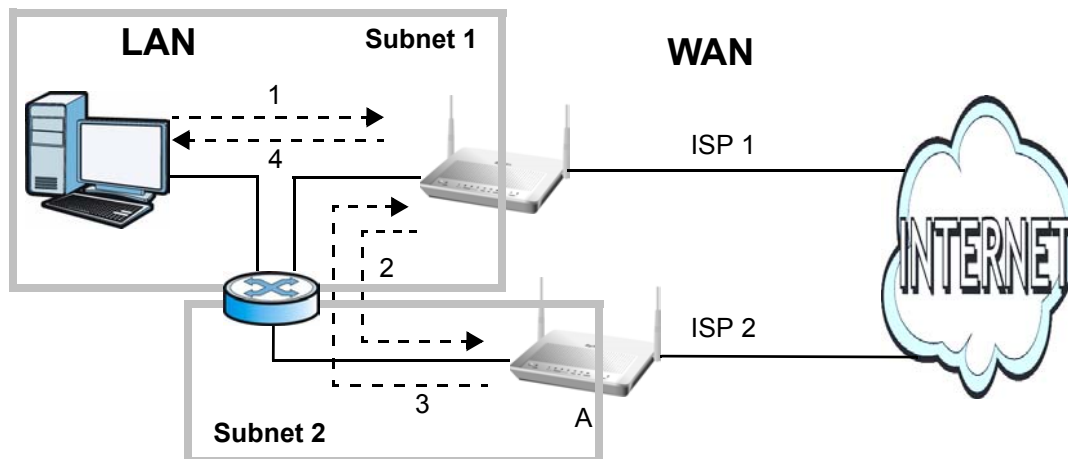 LAN
Subnet 1
WAN
1
4
ISP 1
2
INTERNET
ISP 2
3
A
Subnet 2